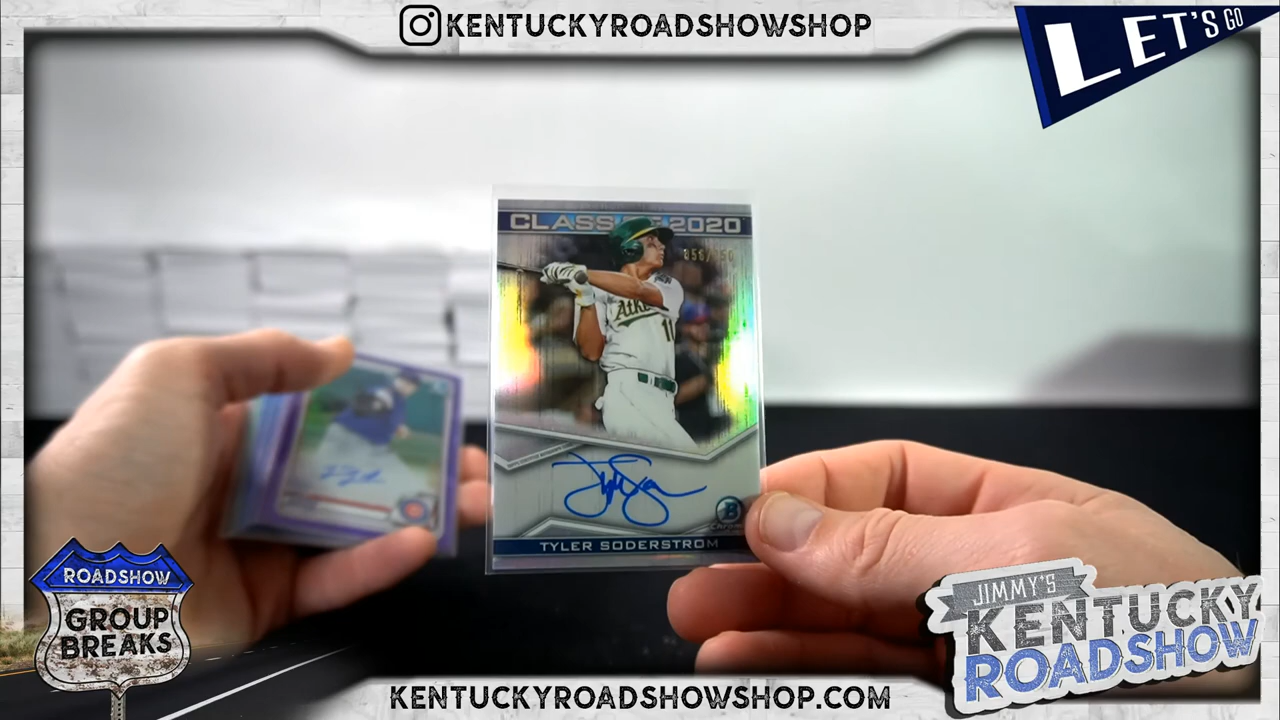 KENTUCKYROADSHOWSHOP
LET'S GO
CLASS OF 2020
TYLER SODERSTROM
ROADSHOW
GROUP
BREAKS
JIMMY'S
KENTUCKY
ROADSHOW
KENTUCKYROADSHOWSHOP.COM